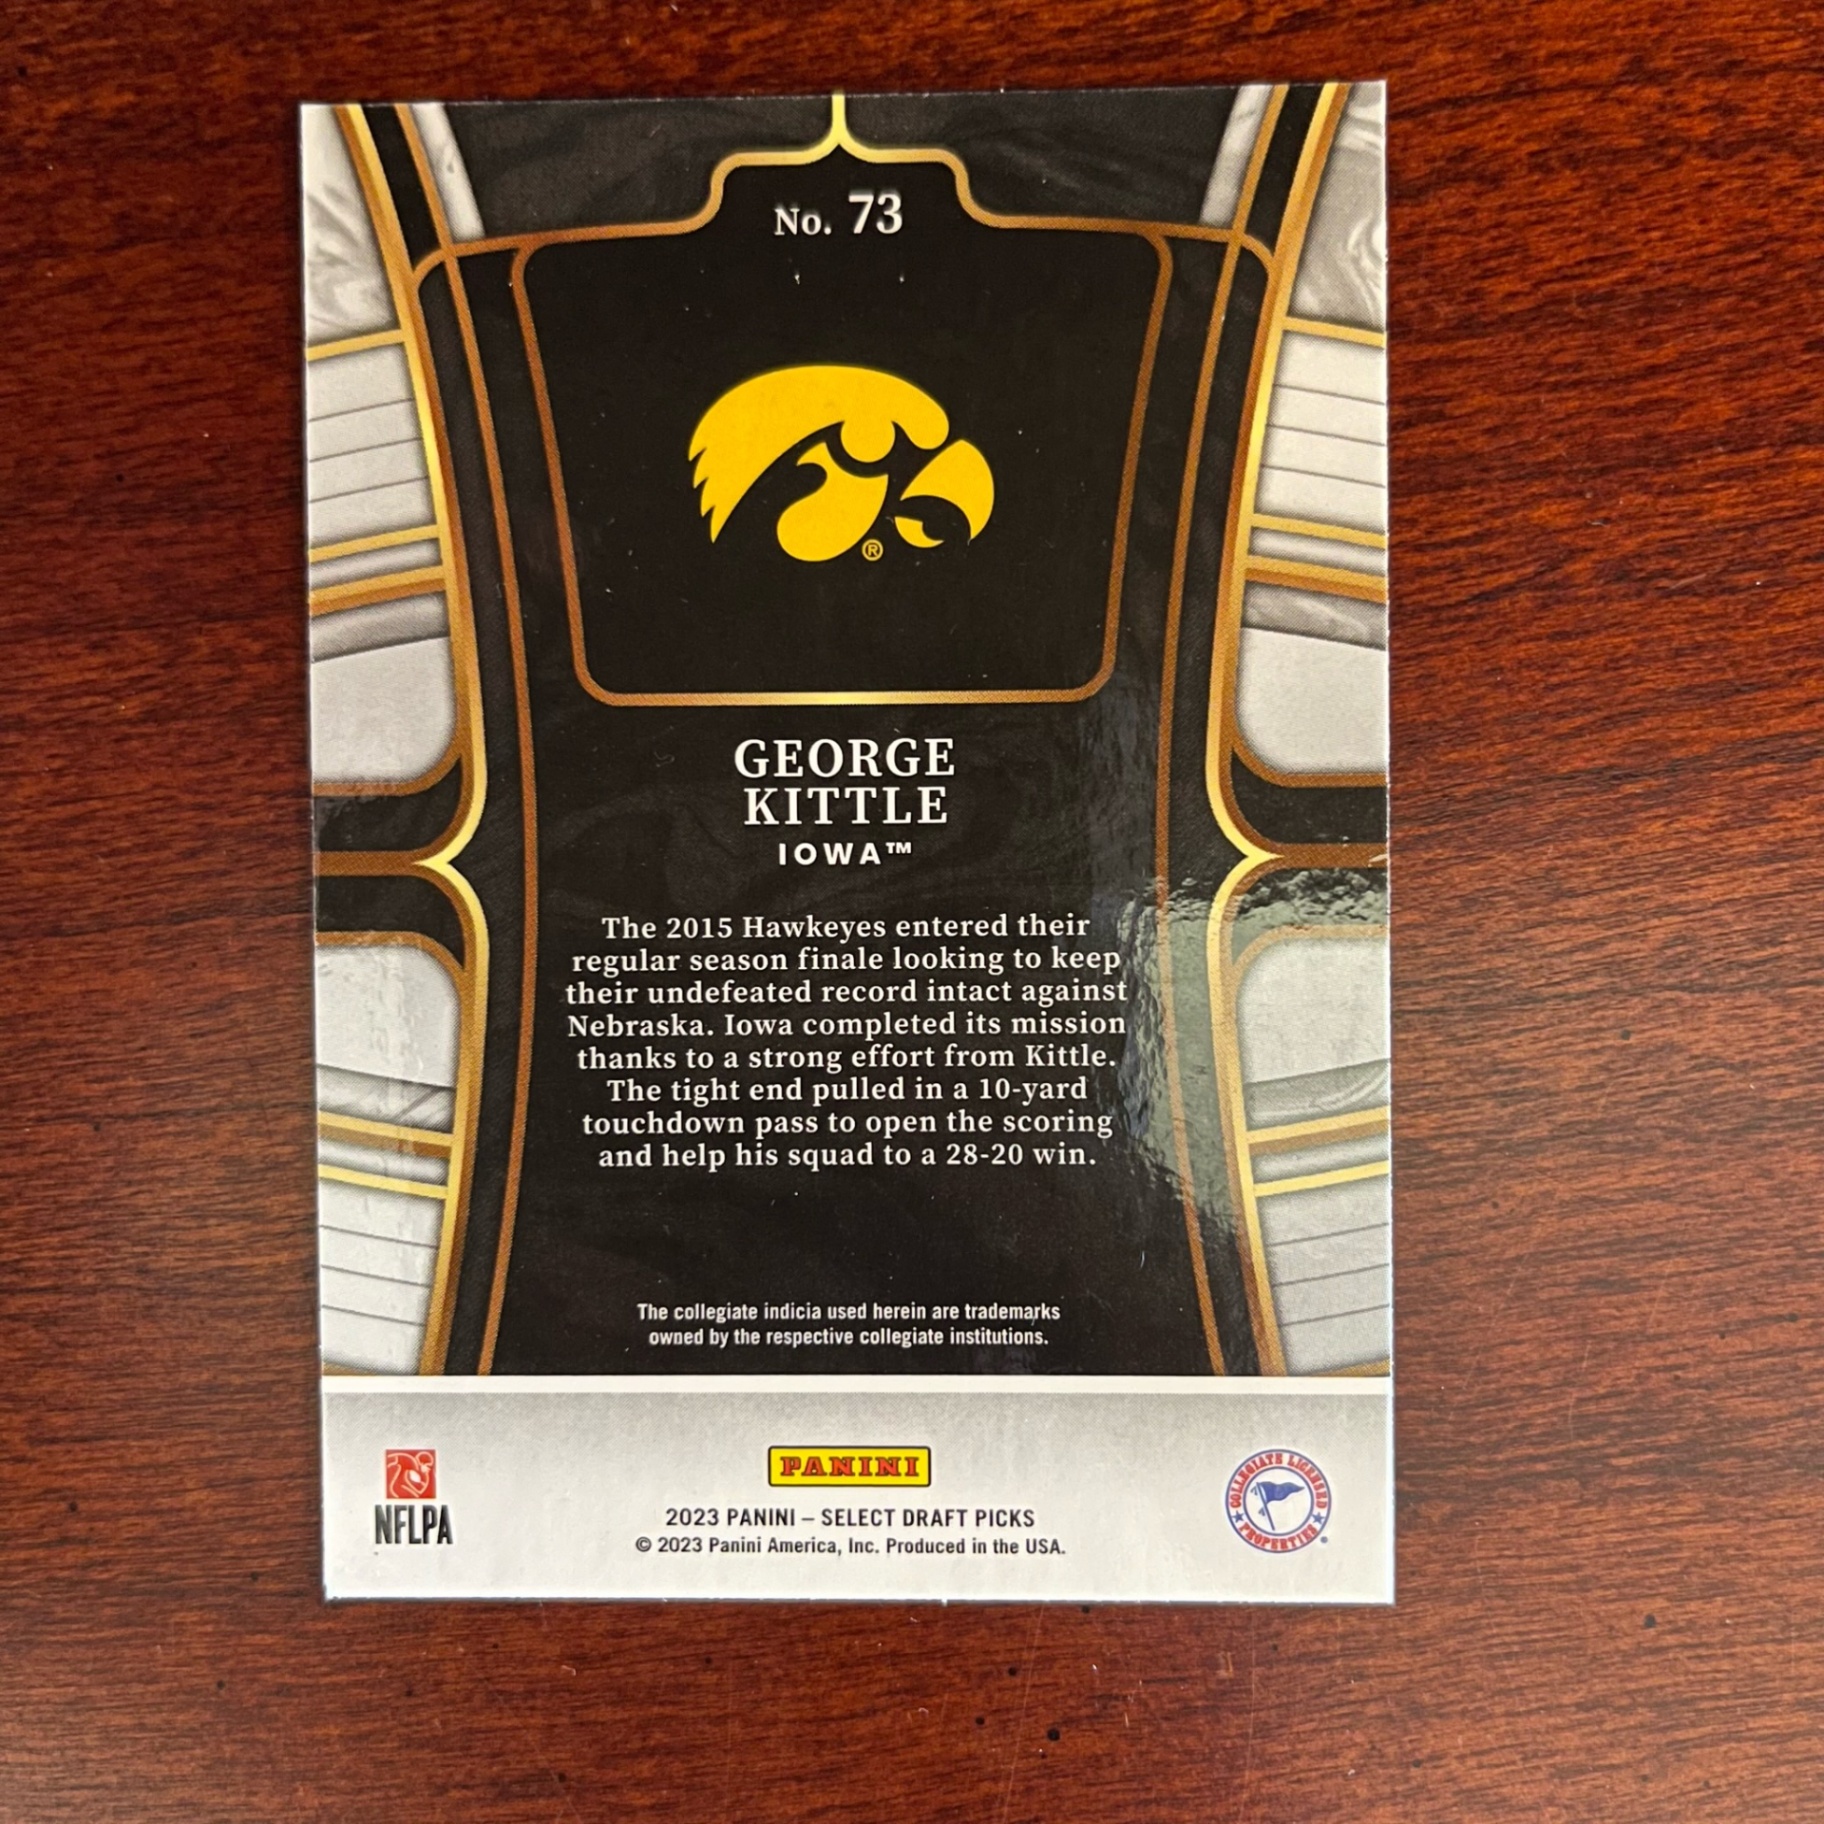 No. 73
®
GEORGE
KITTLE
IOWA™
The 2015 Hawkeyes entered their
regular season finale looking to keep
their undefeated record intact against
Nebraska. Iowa completed its mission
thanks to a strong effort from Kittle.
The tight end pulled in a 10-yard
touchdown pass to open the scoring
and help his squad to a 28-20 win.
The collegiate indicia used herein are trademarks
owned by the respective collegiate institutions.
NFLPA
PANINI
2023 PANINI – SELECT DRAFT PICKS
© 2023 Panini America, Inc. Produced in the USA.
COLLEGIATE LICENSED
PROPERTIES